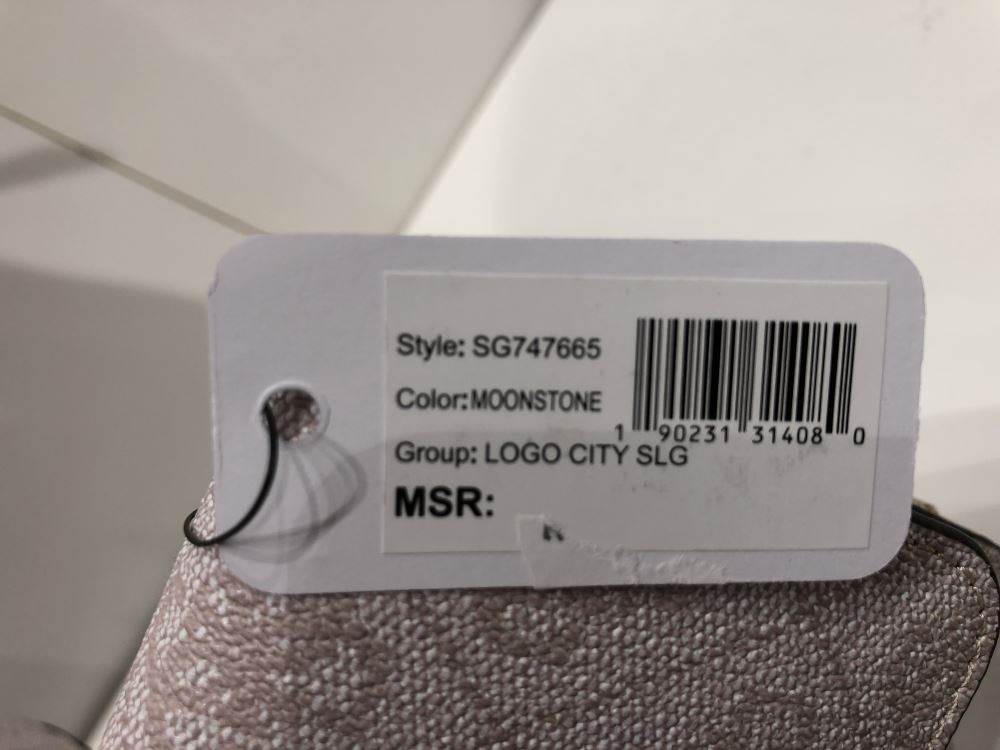 Style: SG747665
Color: MOONSTONE
1 90231 31408 0
Group: LOGO CITY SLG
MSR: